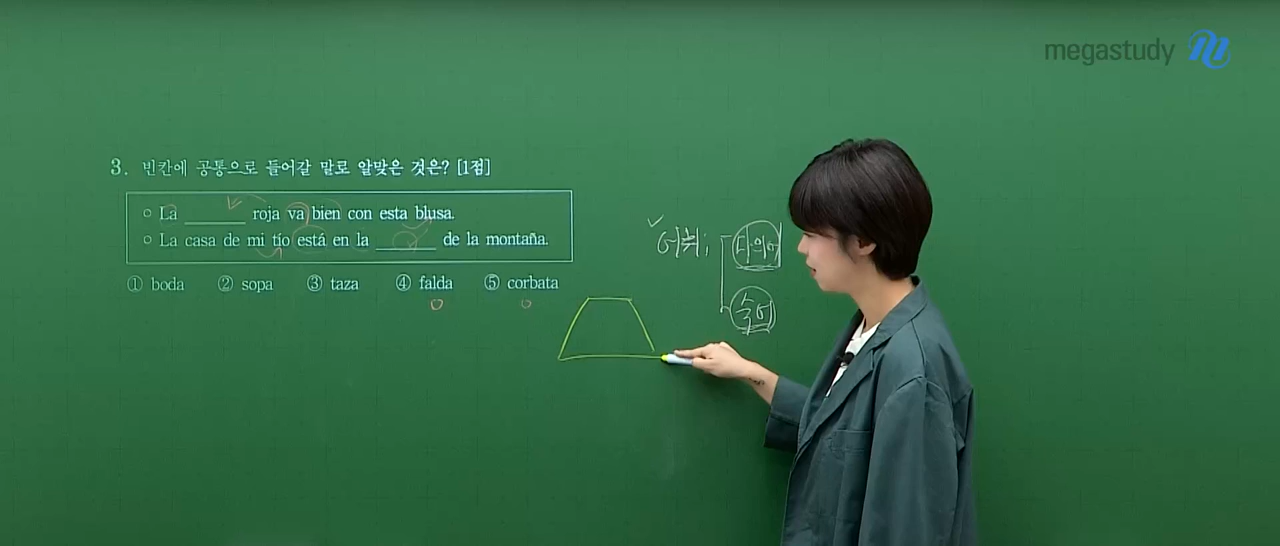 megastudy
3. 빈칸에 공통으로 들어갈 말로 알맞은 것은? [1점]
○ La ______ roja va bien con esta blusa.
○ La casa de mi tío está en la ______ de la montaña.
① boda ② sopa ③ taza ④ falda ⑤ corbata
어휘; 다의어
숙어